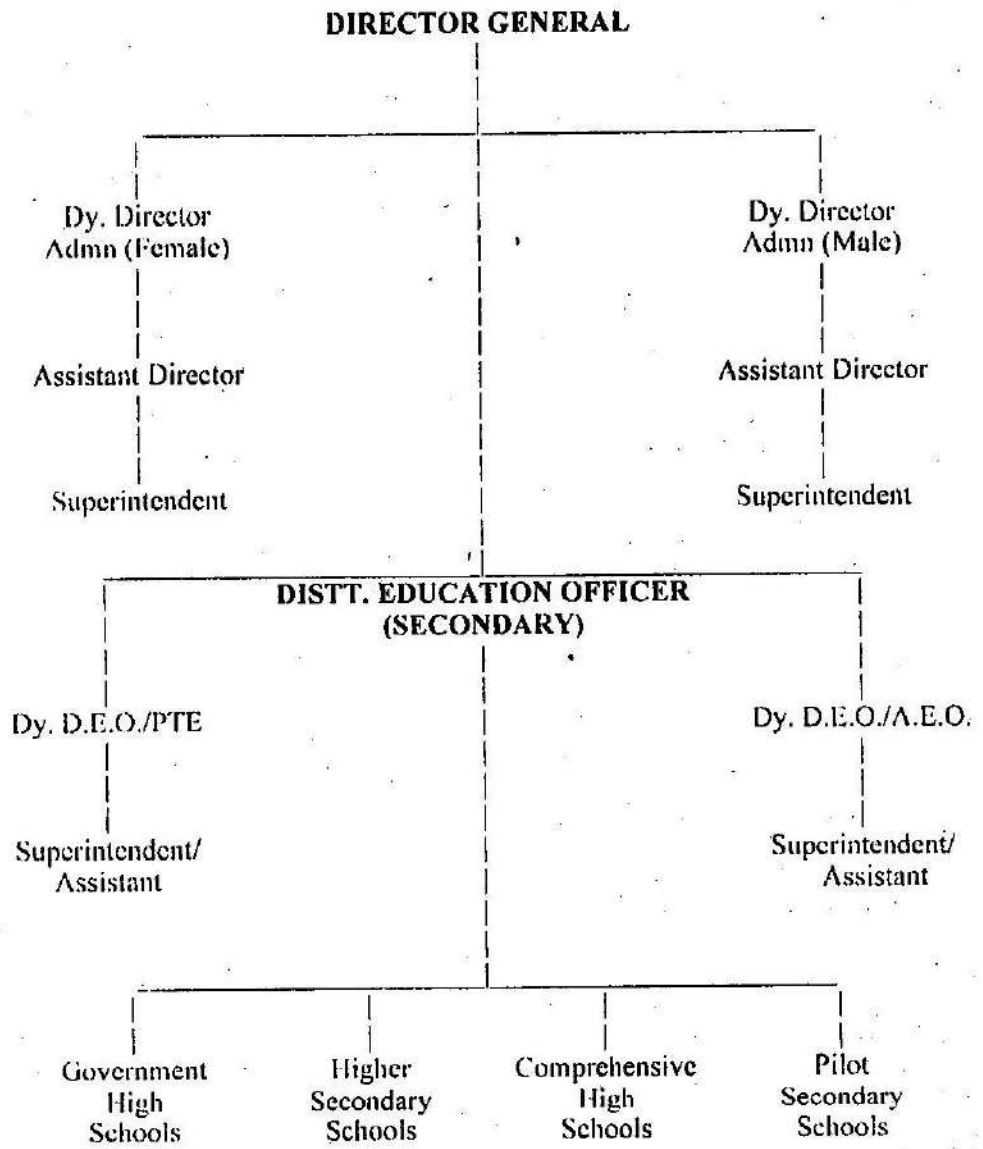 DIRECTOR GENERAL
Dy. Director
Admn (Female)
Dy. Director
Admn (Male)
Assistant Director
Assistant Director
Superintendent
Superintendent
DISTT. EDUCATION OFFICER
(SECONDARY)
Dy. D.E.O./PTE
Dy. D.E.O./A.E.O.
Superintendent/
Assistant
Superintendent/
Assistant
Government
High
Schools
Higher
Secondary
Schools
Comprehensive
High
Schools
Pilot
Secondary
Schools